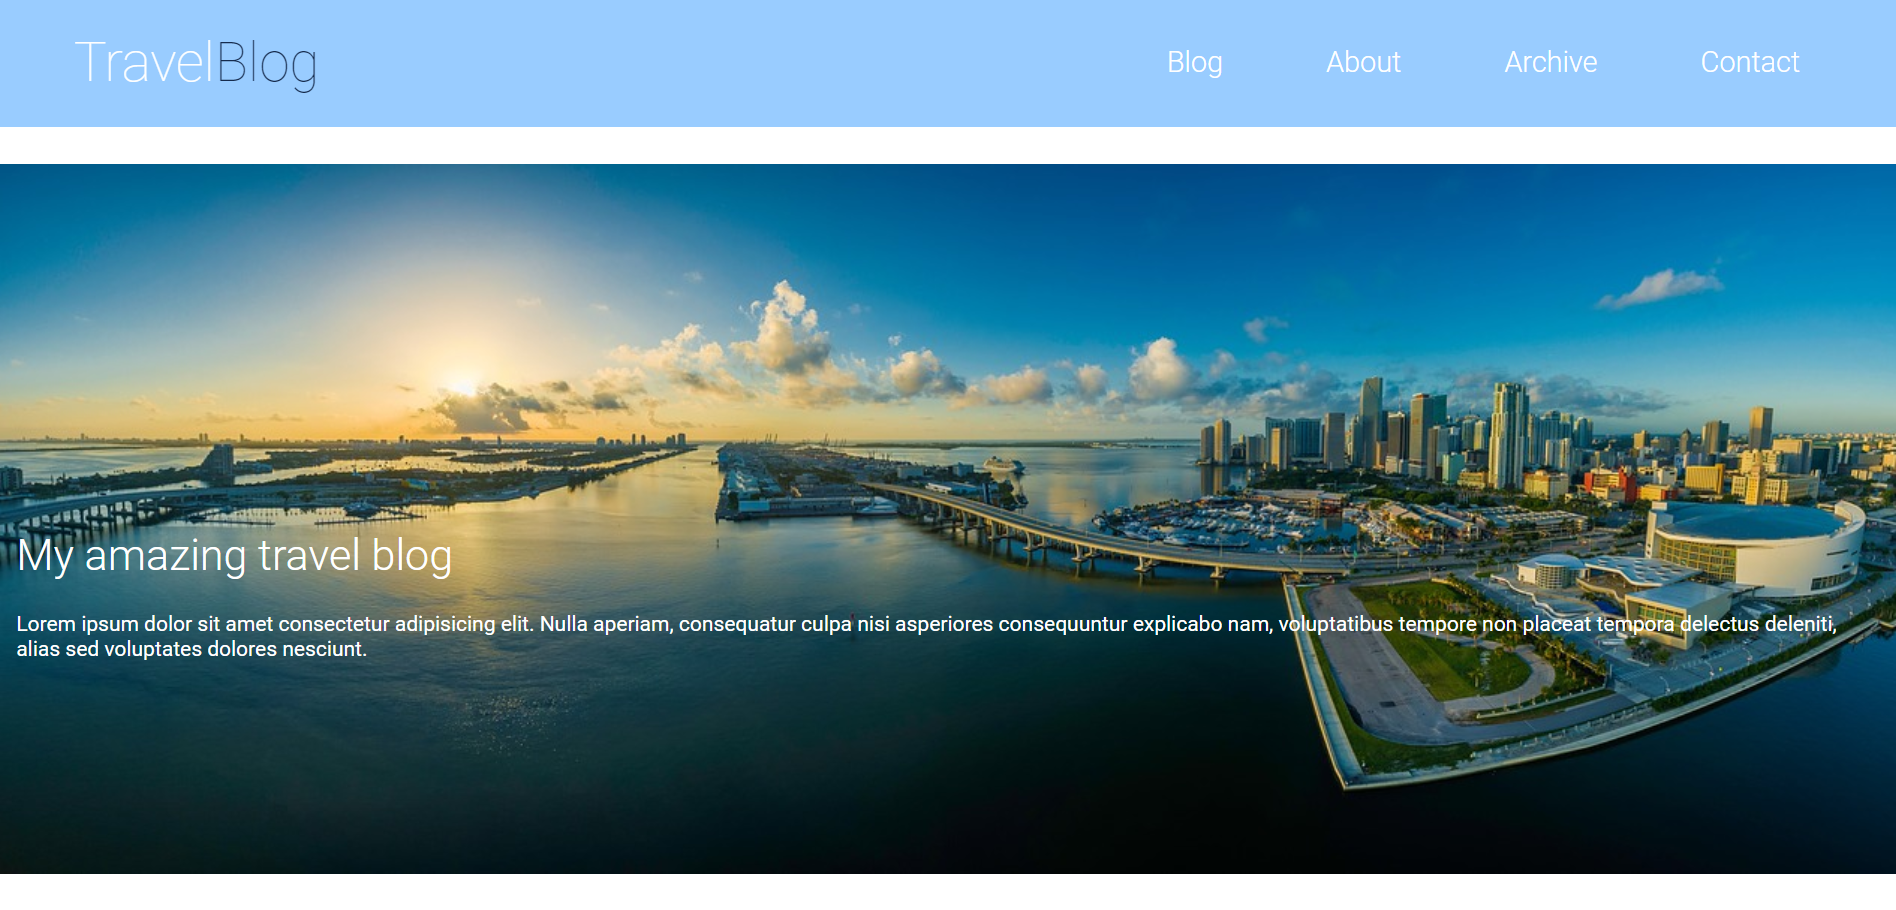 TravelBlog
Blog About Archive Contact
My amazing travel blog
Lorem ipsum dolor sit amet consectetur adipisicing elit. Nulla aperiam, consequatur culpa nisi asperiores consequuntur explicabo nam, voluptatibus tempore non placeat tempora delectus deleniti,
alias sed voluptates dolores nesciunt.